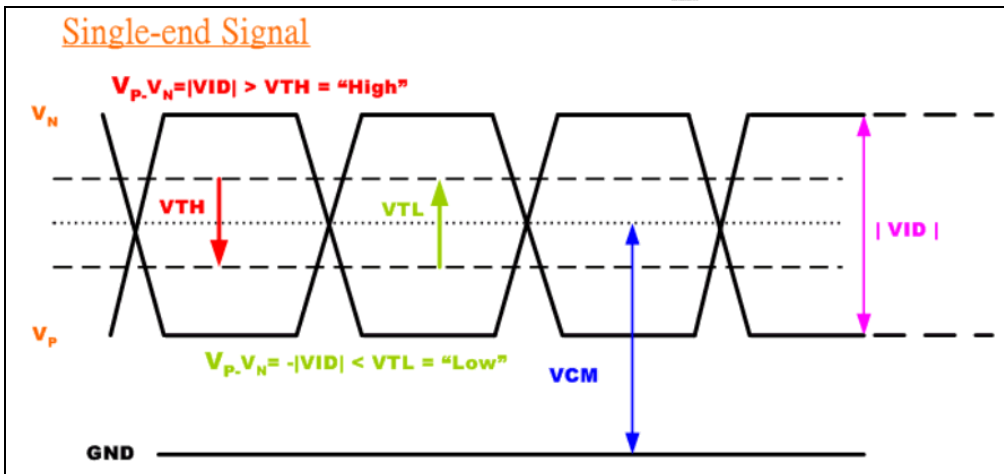 Single-end Signal
VP-VN=|VID| > VTH = “High”
VN
VTH
VTL
| VID |
VP
VP-VN= -|VID| < VTL = “Low”
VCM
GND